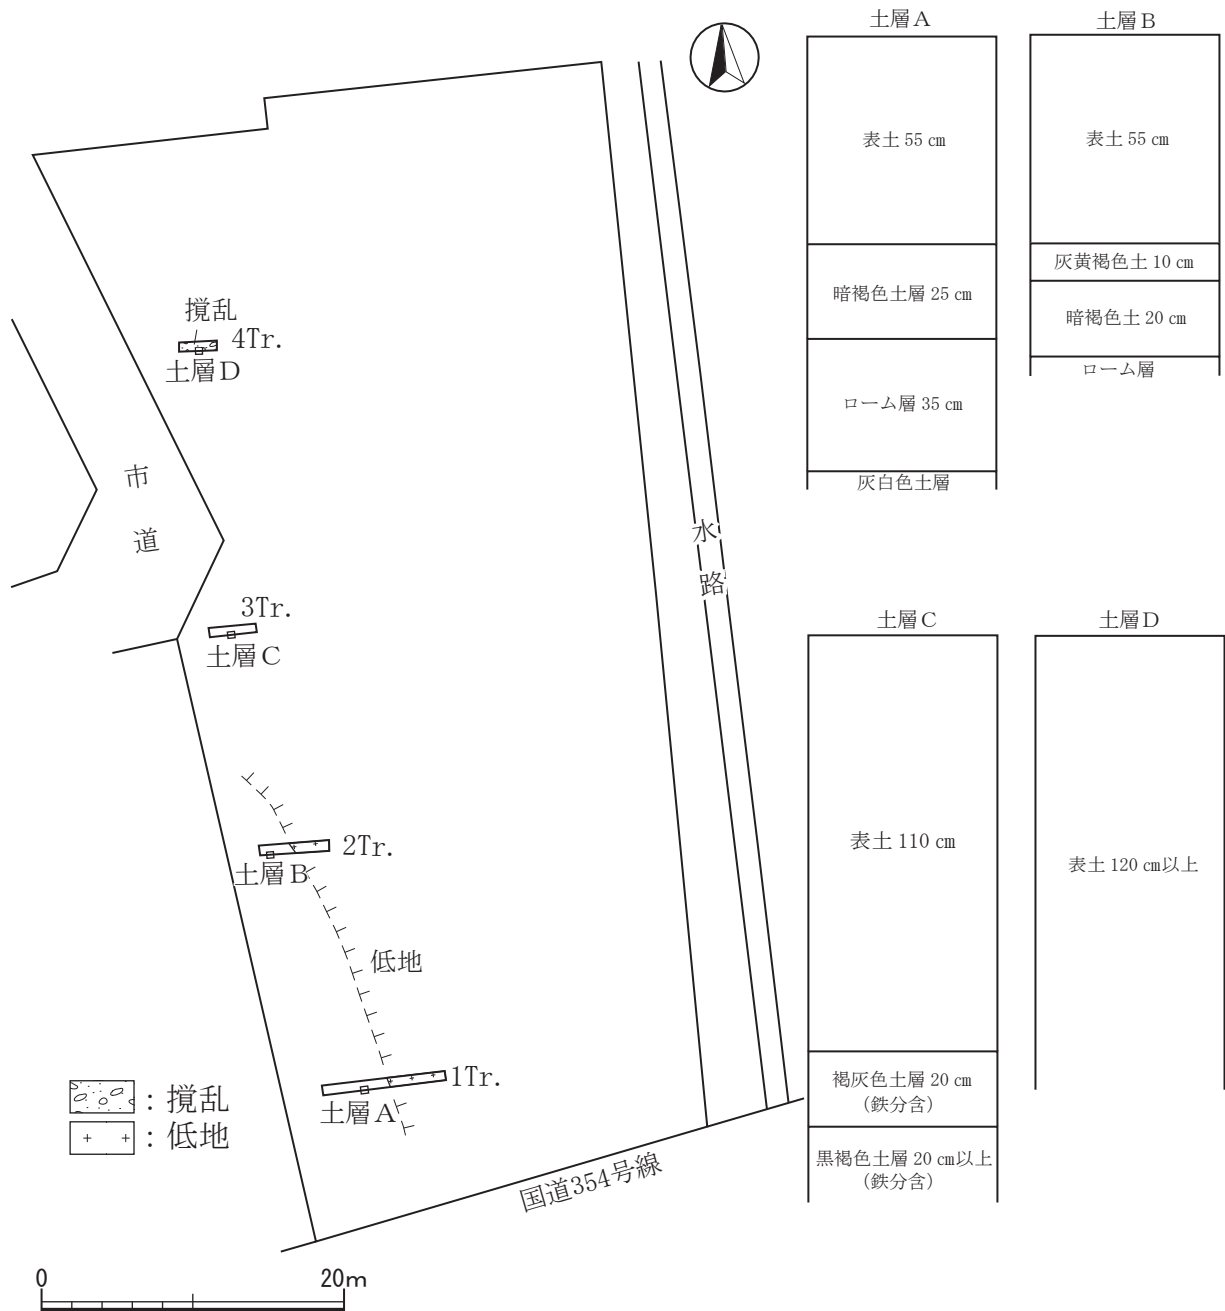 土層A
表土 55 ㎝
暗褐色土層 25 ㎝
ローム層 35 ㎝
灰白色土層
土層B
表土 55 ㎝
灰黄褐色土 10 ㎝
暗褐色土 20 ㎝
ローム層
撹乱
4Tr.
土層D
市道
水路
3Tr.
土層C
2Tr.
土層B
低地
1Tr.
土層A
国道354号線
：撹乱
：低地
0
20m
土層C
表土 110 ㎝
褐灰色土層 20 ㎝
（鉄分含）
黒褐色土層 20 ㎝以上
（鉄分含）
土層D
表土 120 ㎝以上